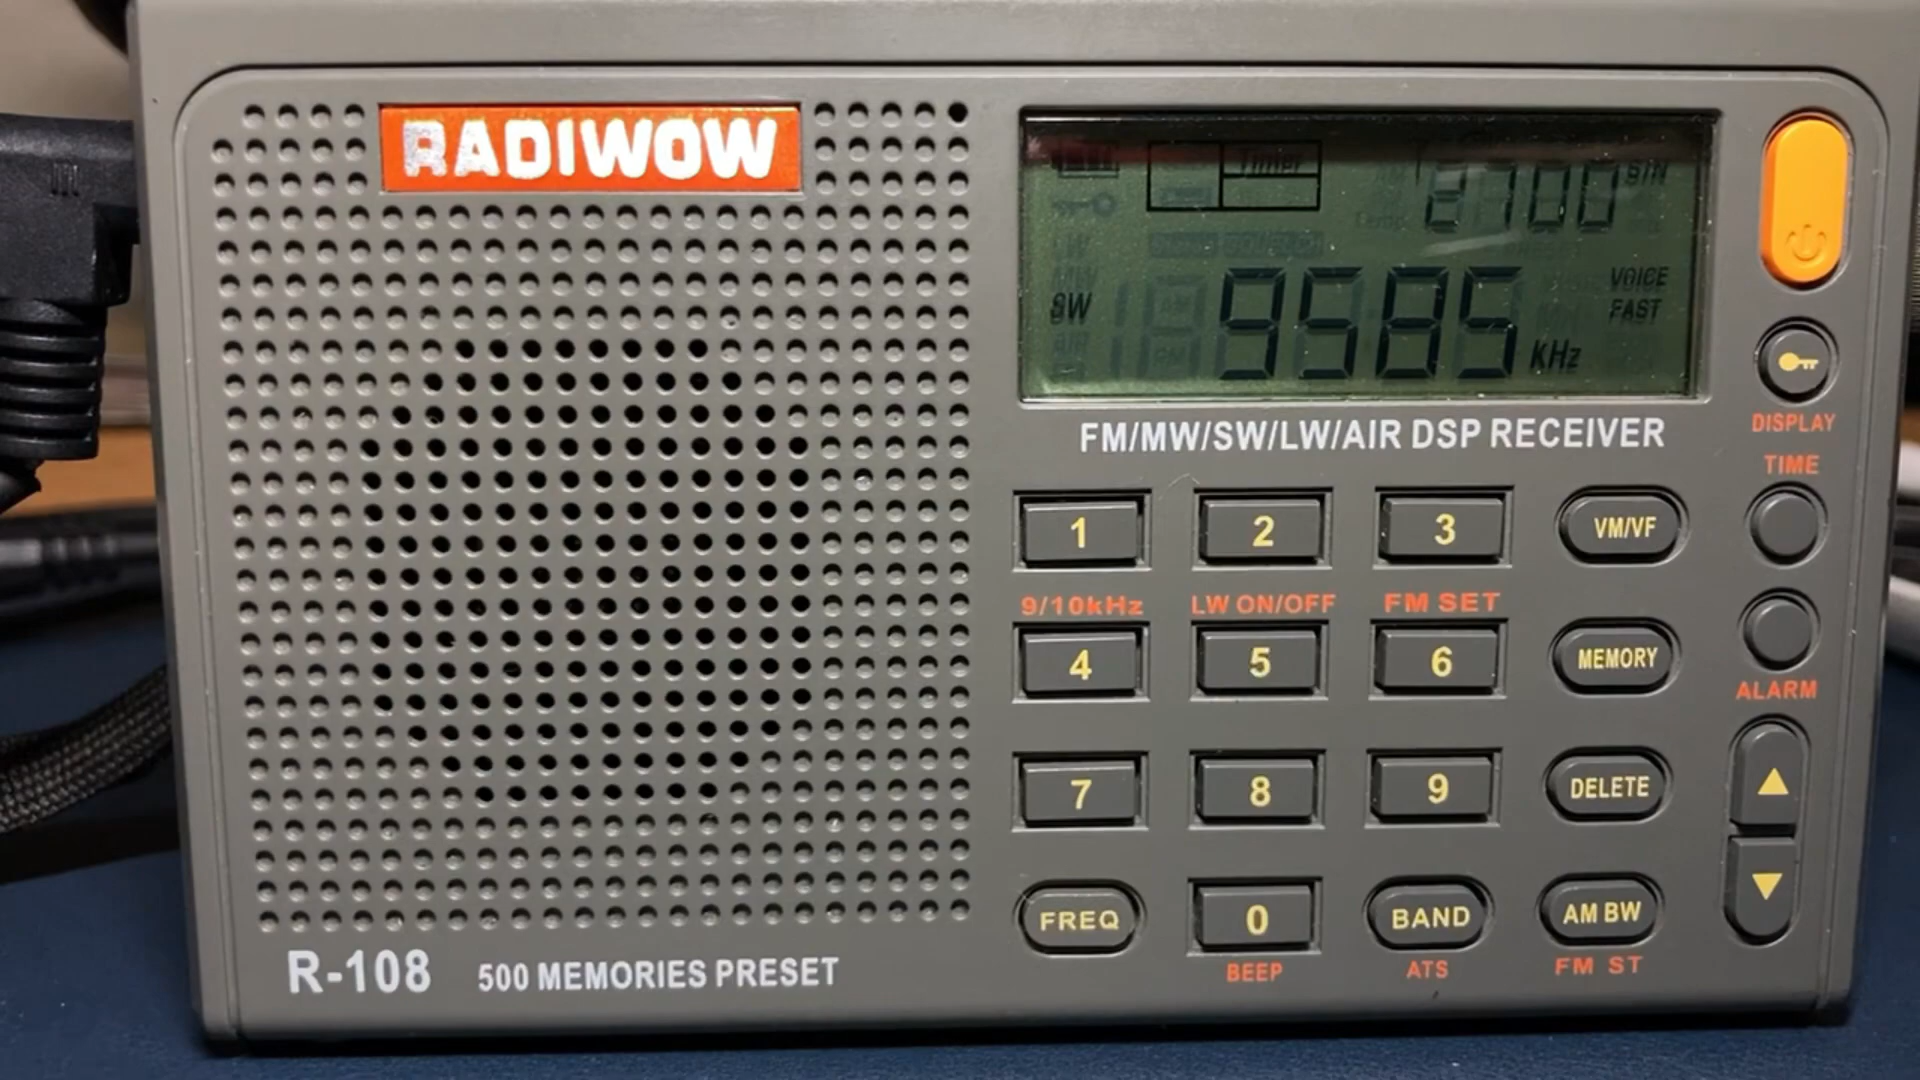 RADIWOW
Timer
SW
9585
kHz
VOICE
FAST
FM/MW/SW/LW/AIR DSP RECEIVER
DISPLAY
TIME
1
2
3
VM/VF
9/10kHz
LW ON/OFF
FM SET
4
5
6
MEMORY
ALARM
7
8
9
DELETE
FREQ
0
BAND
AM BW
BEEP
ATS
FM ST
R-108
500 MEMORIES PRESET